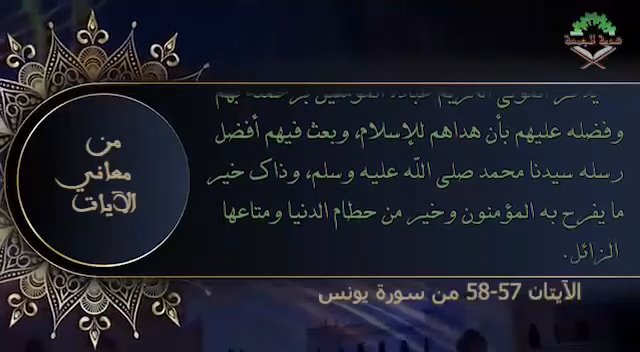 من
معاني
الآيات
وفضله عليهم بأن هداهم للإسلام، وبعث فيهم أفضل
رسله سيدنا محمد صلى الله عليه وسلم، وذاك خير
ما يفرح به المؤمنون وخير من حطام الدنيا ومتاعها
الزائل.
الآيتان 57-58 من سورة يونس